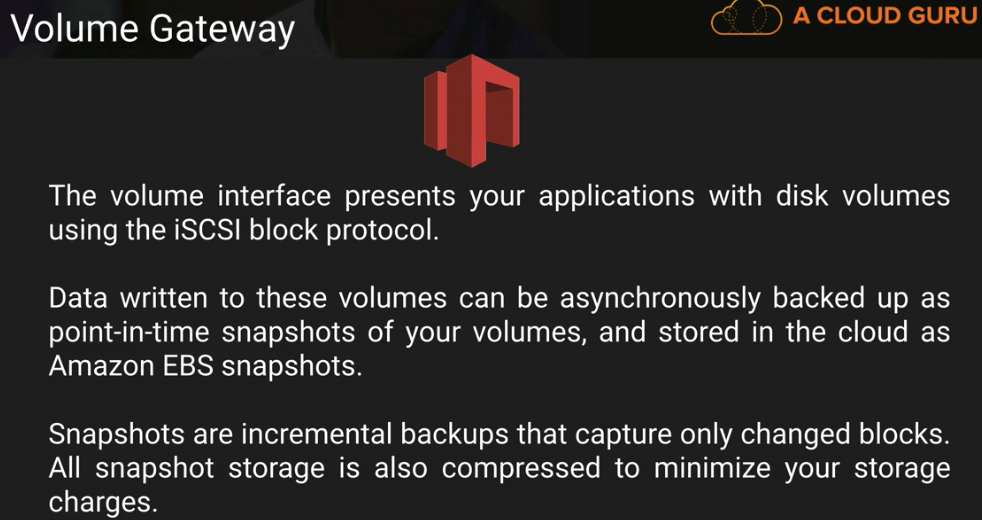 Volume Gateway
A CLOUD GURU
The volume interface presents your applications with disk volumes
using the iSCSI block protocol.
Data written to these volumes can be asynchronously backed up as
point-in-time snapshots of your volumes, and stored in the cloud as
Amazon EBS snapshots.
Snapshots are incremental backups that capture only changed blocks.
All snapshot storage is also compressed to minimize your storage
charges.